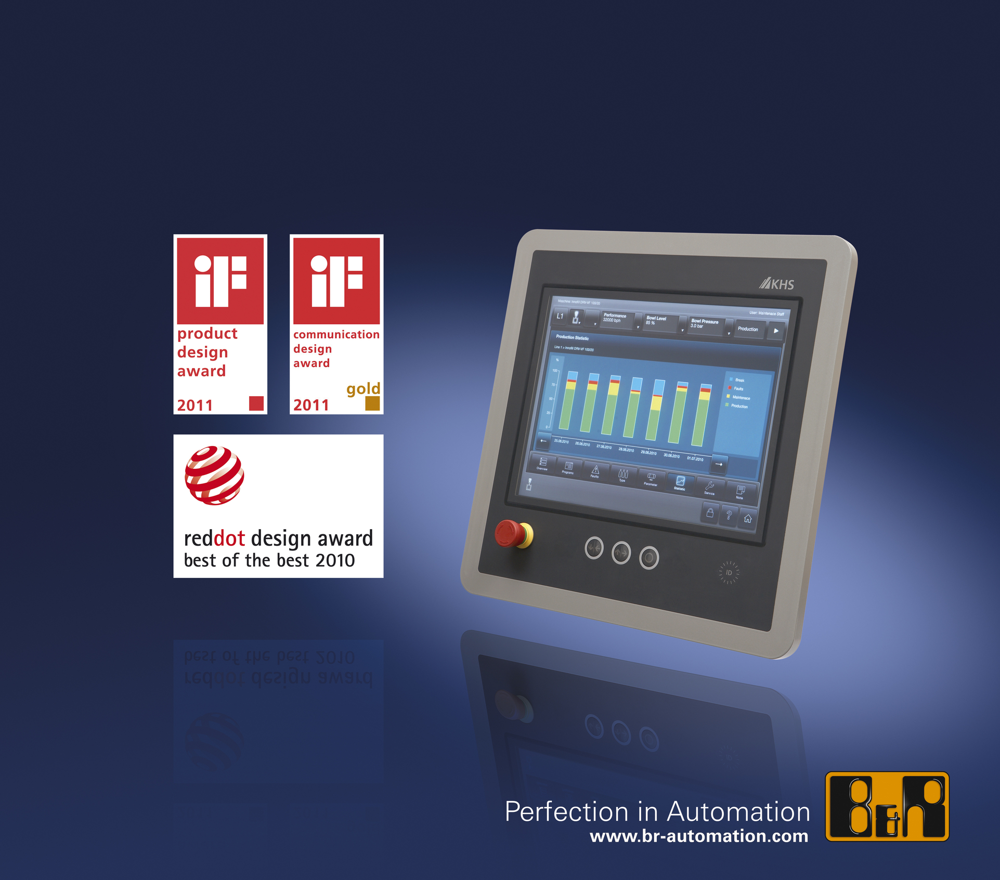 iF
product
design
award
2011
iF
communication
design
award
gold
2011
reddot design award
best of the best 2010
KHS
Maschine: Innofill DRV-VF 100/20
User: Maintenace Staff
L1
Performance
32000 bph
Bowl Level
85 %
Bowl Pressure
3.0 bar
Production
Production Statistic
Line 1 > Innofill DRV-VF 100/20
%
100
75
50
25
0
Break
Faults
Maintenace
Production
25.06.2010
26.06.2010
27.06.2010
28.06.2010
29.06.2010
30.06.2010
01.07.2010
Overview
Programs
Faults
Type
Parameter
Statistic
Service
Note
?
ID
Perfection in Automation
www.br-automation.com
B&R